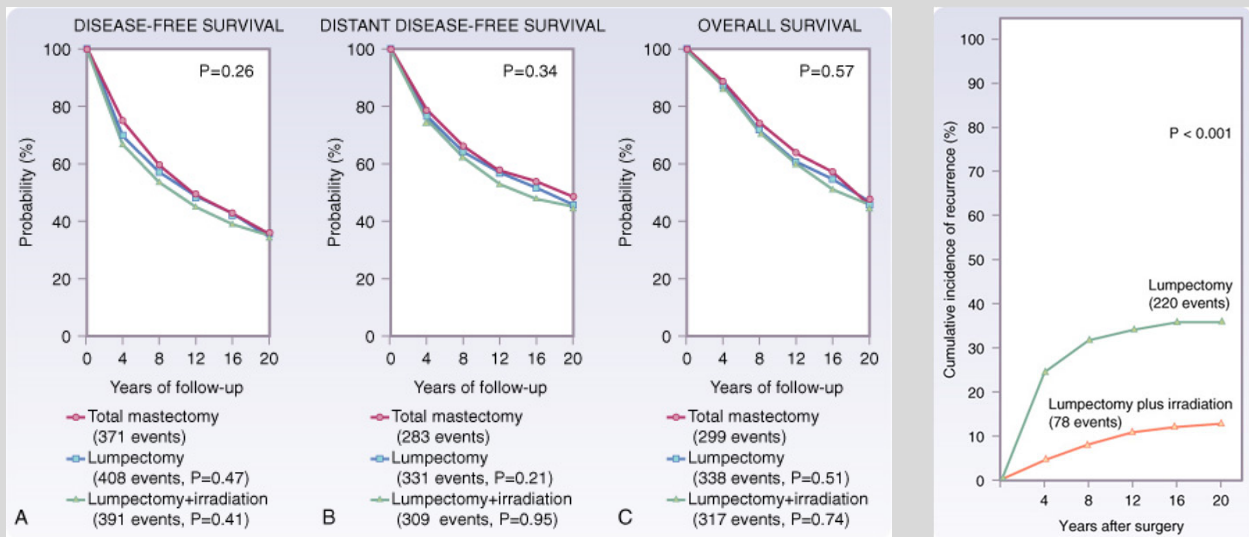 DISEASE-FREE SURVIVAL
P=0.26
Probability (%)
100
80
60
40
20
0
0 4 8 12 16 20
Years of follow-up
Total mastectomy
(371 events)
Lumpectomy
(408 events, P=0.47)
Lumpectomy+irradiation
(391 events, P=0.41)
A
DISTANT DISEASE-FREE SURVIVAL
P=0.34
Probability (%)
100
80
60
40
20
0
0 4 8 12 16 20
Years of follow-up
Total mastectomy
(283 events)
Lumpectomy
(331 events, P=0.21)
Lumpectomy+irradiation
(309 events, P=0.95)
B
OVERALL SURVIVAL
P=0.57
Probability (%)
100
80
60
40
20
0
0 4 8 12 16 20
Years of follow-up
Total mastectomy
(299 events)
Lumpectomy
(338 events, P=0.51)
Lumpectomy+irradiation
(317 events, P=0.74)
C
Cumulative incidence of recurrence (%)
100
90
80
70
60
50
40
30
20
10
0
P < 0.001
Lumpectomy
(220 events)
Lumpectomy plus irradiation
(78 events)
4 8 12 16 20
Years after surgery